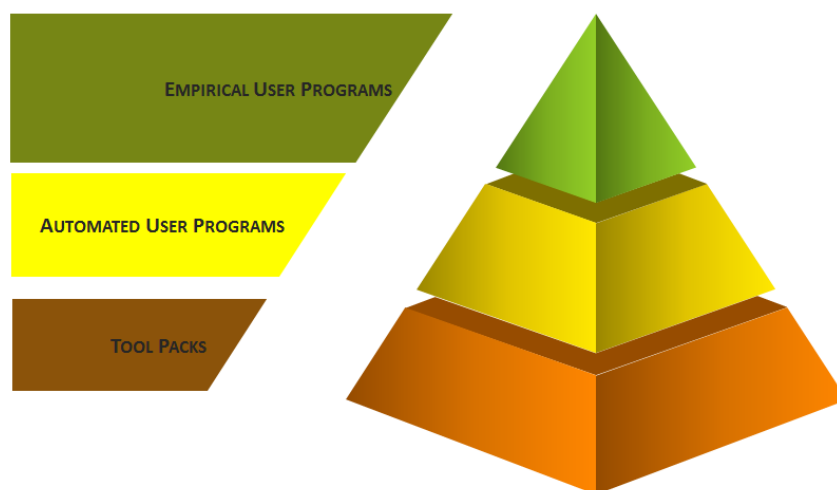 EMPIRICAL USER PROGRAMS
AUTOMATED USER PROGRAMS
TOOL PACKS